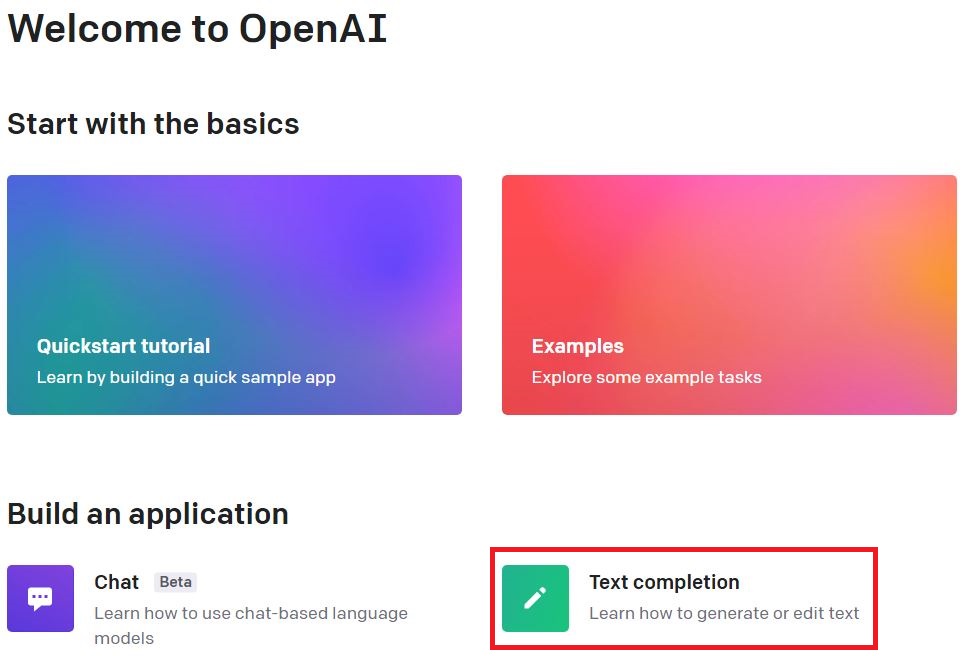 Welcome to OpenAI
Start with the basics
Quickstart tutorial
Learn by building a quick sample app
Examples
Explore some example tasks
Build an application
Chat Beta
Learn how to use chat-based language
models
Text completion
Learn how to generate or edit text